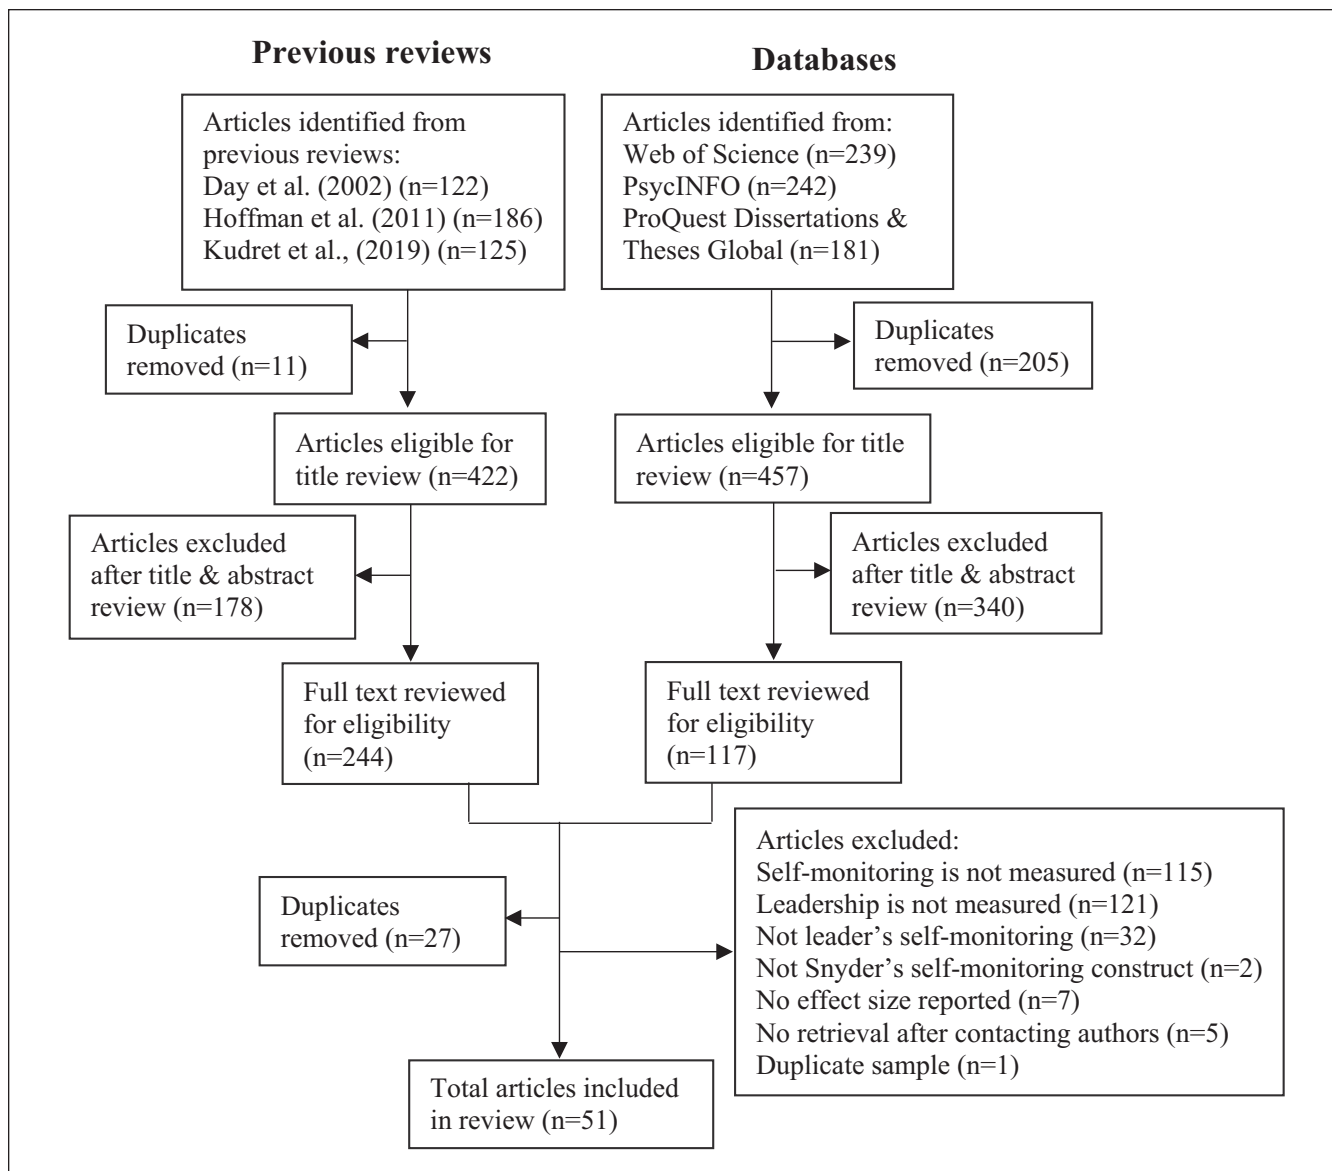 Previous reviews
Databases
Articles identified from
previous reviews:
Day et al. (2002) (n=122)
Hoffman et al. (2011) (n=186)
Kudret et al., (2019) (n=125)
Articles identified from:
Web of Science (n=239)
PsycINFO (n=242)
ProQuest Dissertations &
Theses Global (n=181)
Duplicates
removed (n=11)
Duplicates
removed (n=205)
Articles eligible for
title review (n=422)
Articles eligible for title
review (n=457)
Articles excluded
after title & abstract
review (n=178)
Articles excluded
after title & abstract
review (n=340)
Full text reviewed
for eligibility
(n=244)
Full text reviewed
for eligibility
(n=117)
Duplicates
removed (n=27)
Articles excluded:
Self-monitoring is not measured (n=115)
Leadership is not measured (n=121)
Not leader’s self-monitoring (n=32)
Not Snyder’s self-monitoring construct (n=2)
No effect size reported (n=7)
No retrieval after contacting authors (n=5)
Duplicate sample (n=1)
Total articles included
in review (n=51)